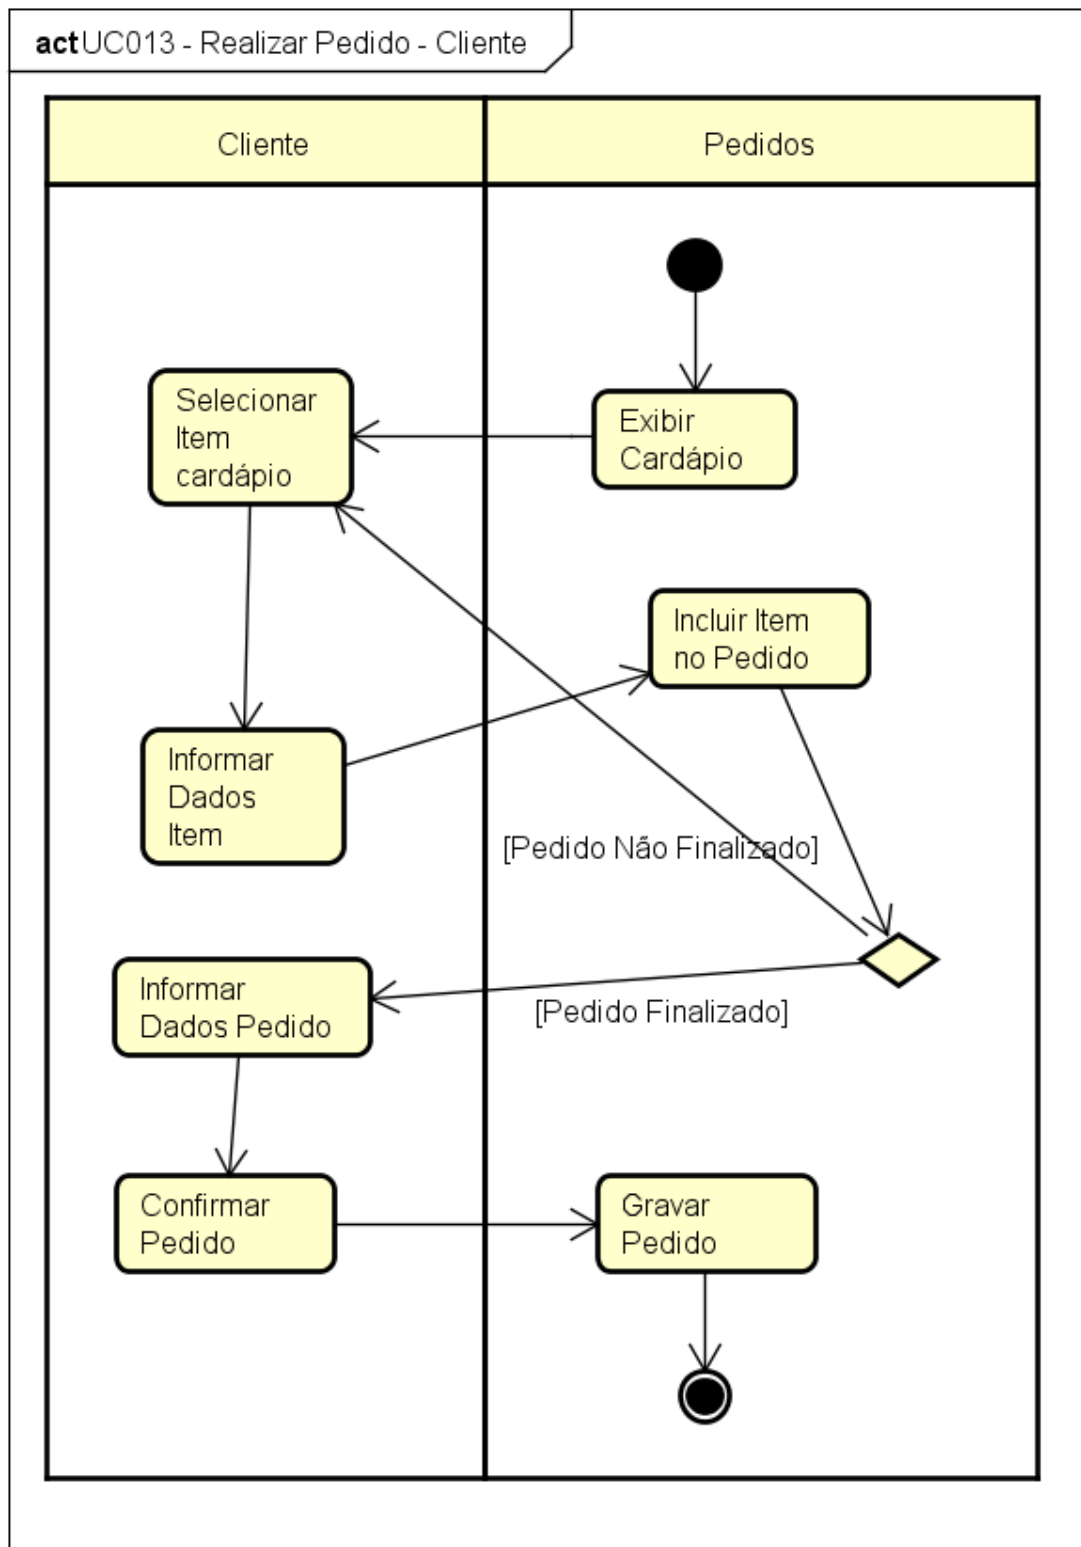 act UC013 - Realizar Pedido - Cliente
Cliente
Pedidos
Selecionar
Item
cardápio
Exibir
Cardápio
Incluir Item
no Pedido
Informar
Dados
Item
[Pedido Não Finalizado]
Informar
Dados Pedido
[Pedido Finalizado]
Confirmar
Pedido
Gravar
Pedido